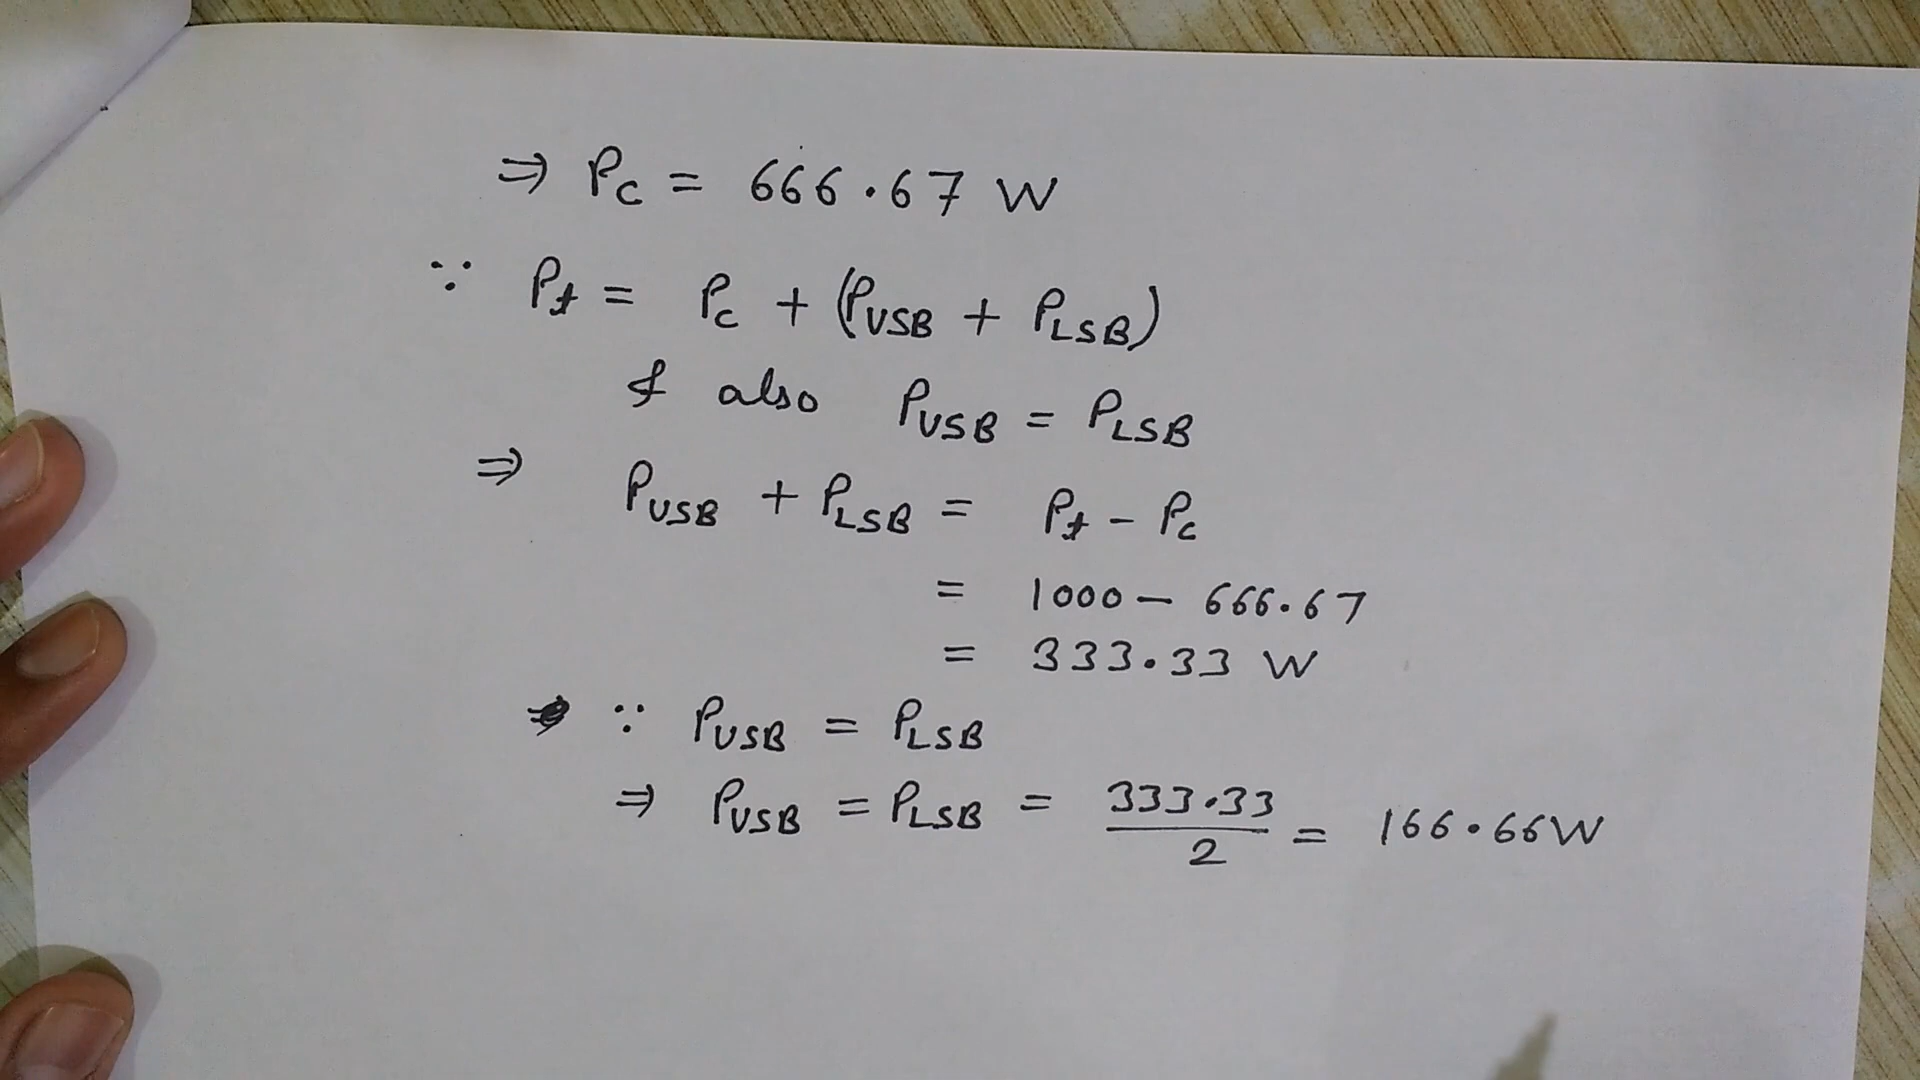 ⇒ Pc = 666.67 W
∵ Pt = Pc + (PUSB + PLSB)
& also PUSB = PLSB
⇒ PUSB + PLSB = Pt - Pc
= 1000 - 666.67
= 333.33 W
∵ PUSB = PLSB
⇒ PUSB = PLSB = 333.33/2 = 166.66W